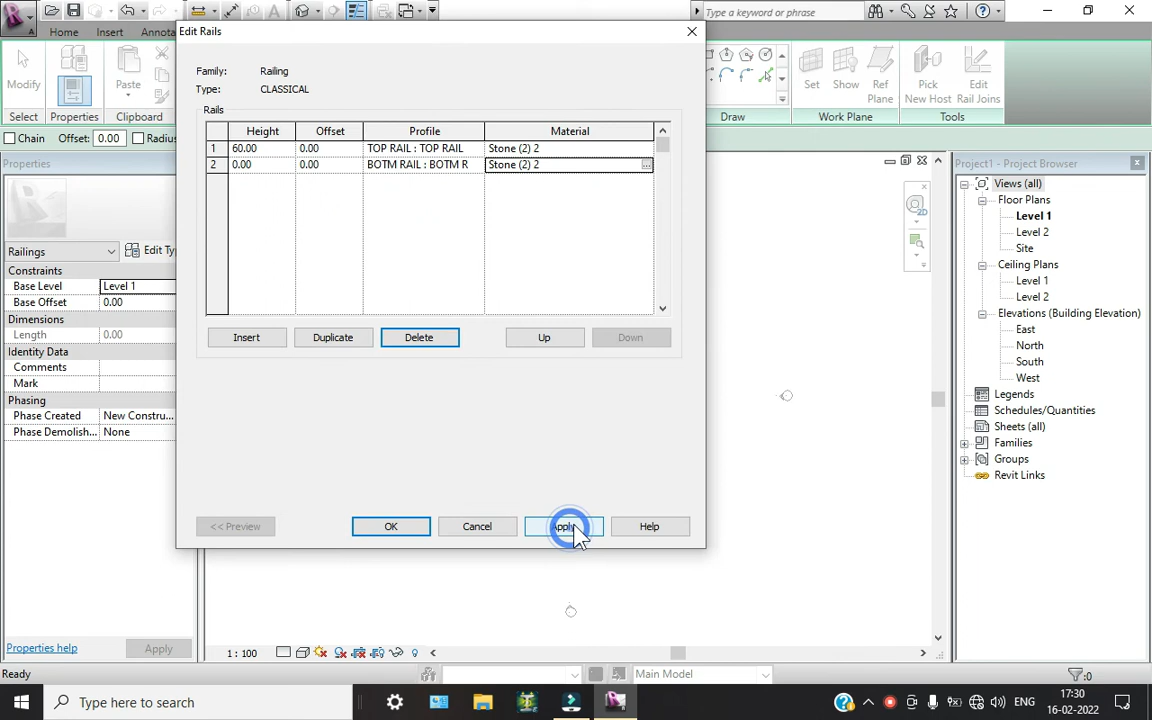 Type a keyword or phrase
Home Insert Annota
Edit Rails
Modify
Paste
Set Show Ref Plane
Pick New Host
Edit Rail Joins
Select Properties Clipboard Draw Work Plane Tools
Chain Offset: 0.00 Radius
Family: Railing
Type: CLASSICAL
Rails
Height Offset Profile Material
1 60.00 0.00 TOP RAIL : TOP RAIL Stone (2) 2
2 0.00 0.00 BOTM RAIL : BOTM R Stone (2) 2
Insert Duplicate Delete Up Down
<< Preview OK Cancel Apply Help
Properties
Railings Edit Ty
Constraints
Base Level Level 1
Base Offset 0.00
Dimensions
Length 0.00
Identity Data
Comments
Mark
Phasing
Phase Created New Constru...
Phase Demolish... None
Properties help Apply
2D
Project1 - Project Browser
Views (all)
Floor Plans
Level 1
Level 2
Site
Ceiling Plans
Level 1
Level 2
Elevations (Building Elevation)
East
North
South
West
Legends
Schedules/Quantities
Sheets (all)
Families
Groups
Revit Links
1 : 100
Ready Main Model :0
Type here to search
ENG 17:30
16-02-2022